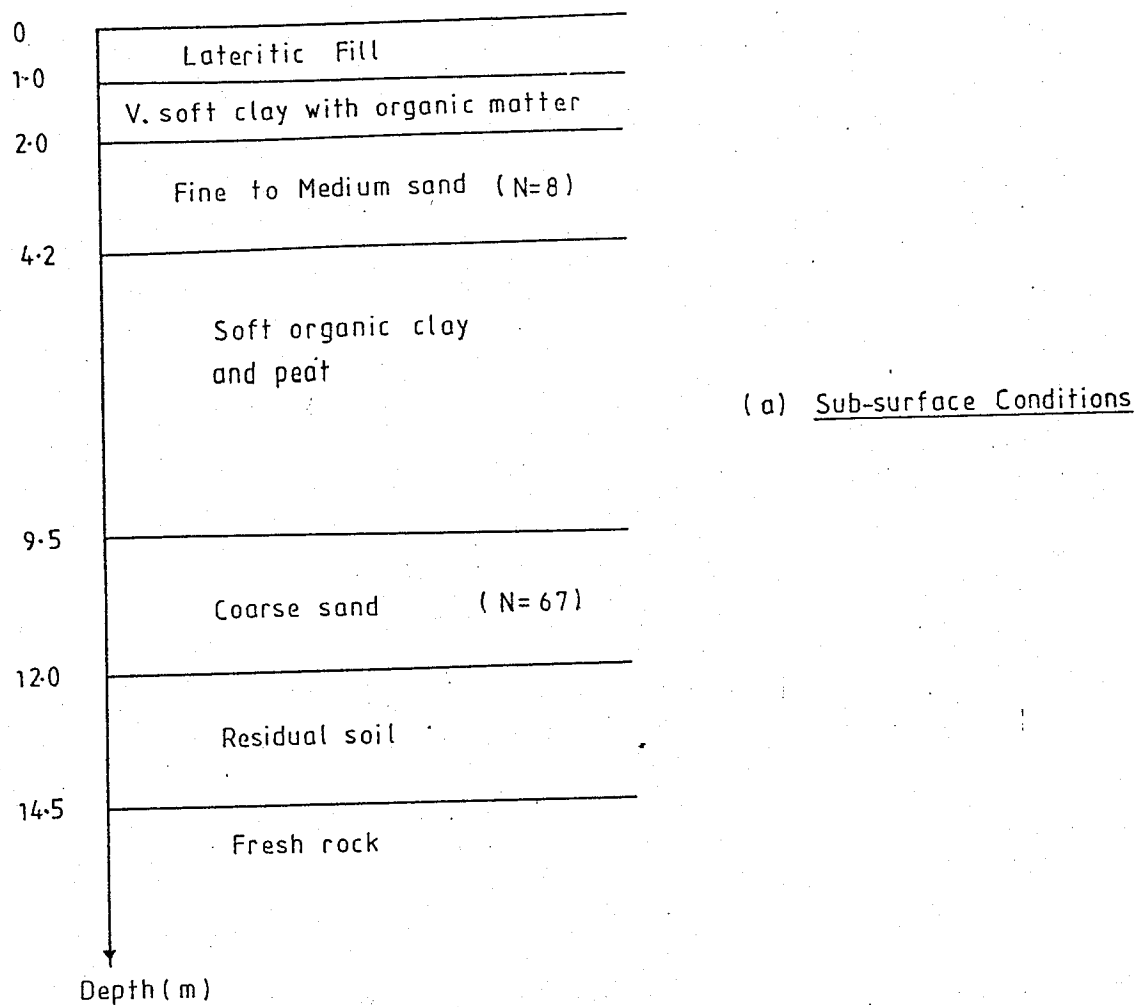 0
Lateritic Fill
1·0
V. soft clay with organic matter
2·0
Fine to Medium sand (N=8)
4·2
Soft organic clay
and peat
(a) Sub-surface Conditions
9·5
Coarse sand (N=67)
12·0
Residual soil
14·5
Fresh rock
Depth(m)